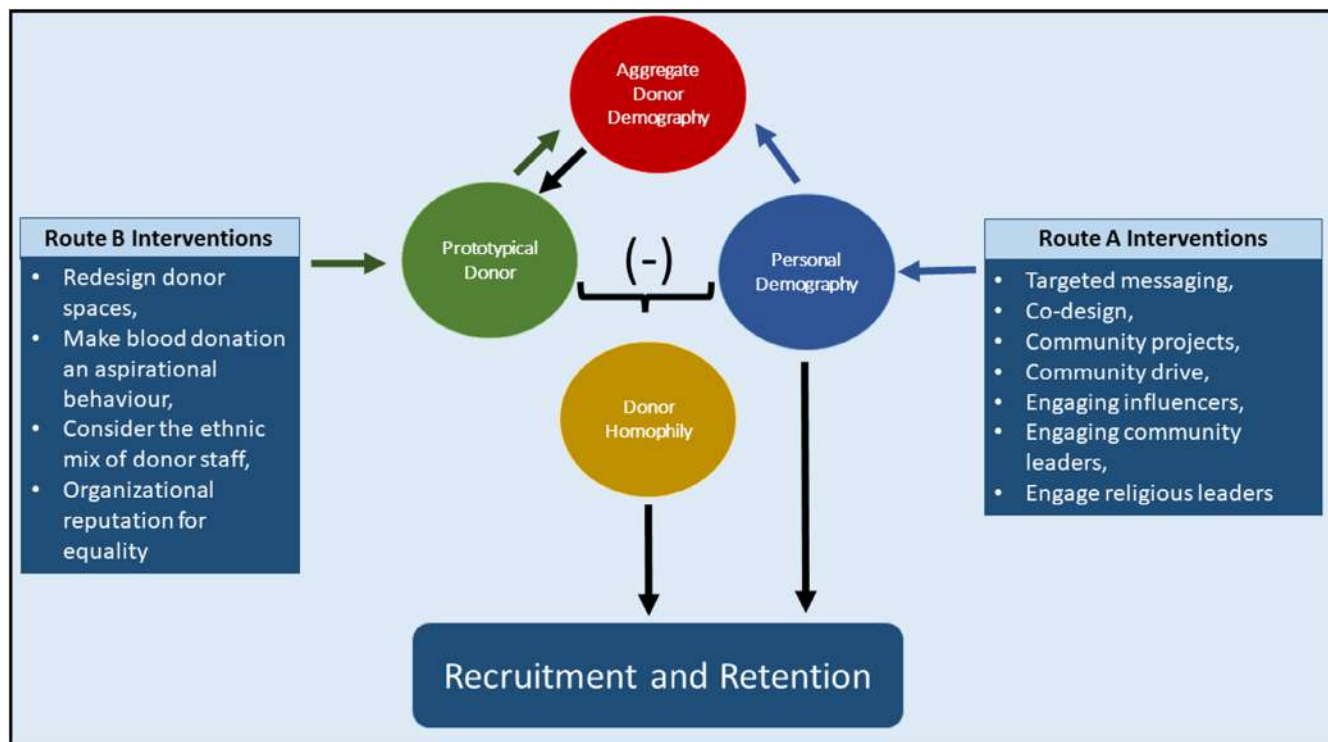 Aggregate
Donor
Demography
Prototypical
Donor
(-)
Personal
Demography
Donor
Homophily
Route B Interventions
• Redesign donor
spaces,
• Make blood donation
an aspirational
behaviour,
• Consider the ethnic
mix of donor staff,
• Organizational
reputation for
equality
Route A Interventions
• Targeted messaging,
• Co-design,
• Community projects,
• Community drive,
• Engaging influencers,
• Engaging community
leaders,
• Engage religious leaders
Recruitment and Retention